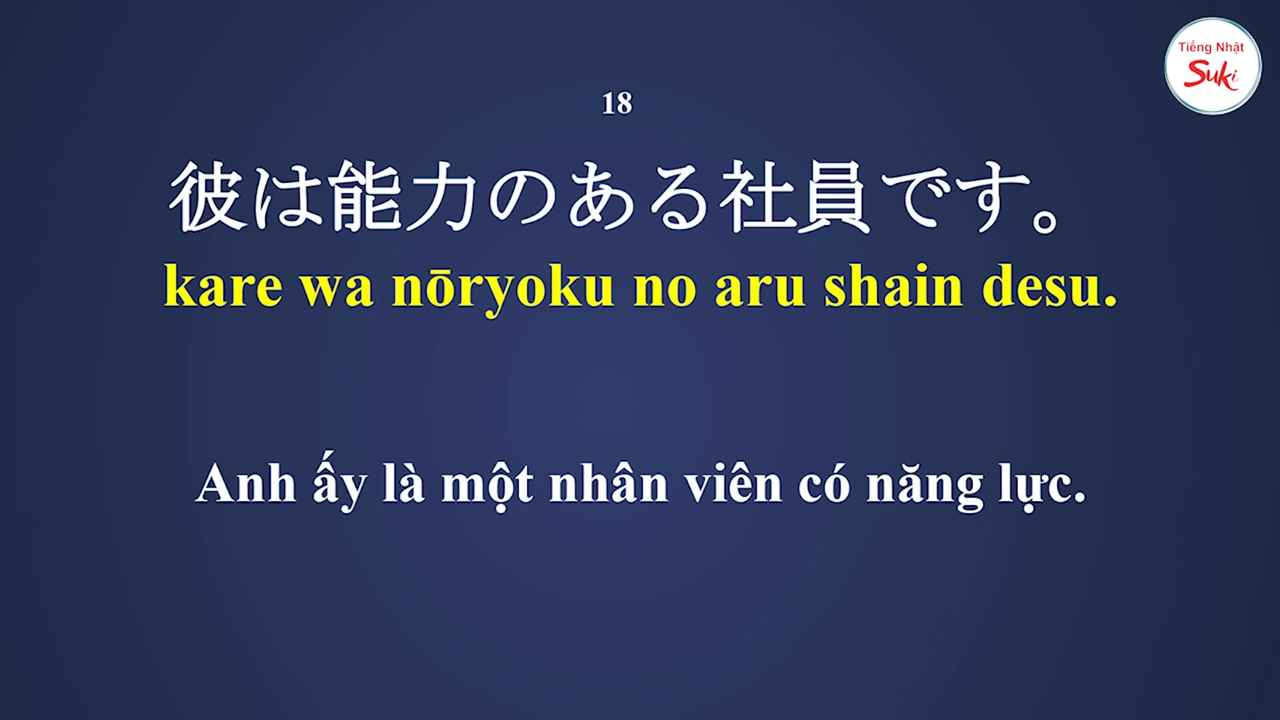 Tiếng Nhật
Suki
18
彼は能力のある社員です。
kare wa nōryoku no aru shain desu.
Anh ấy là một nhân viên có năng lực.